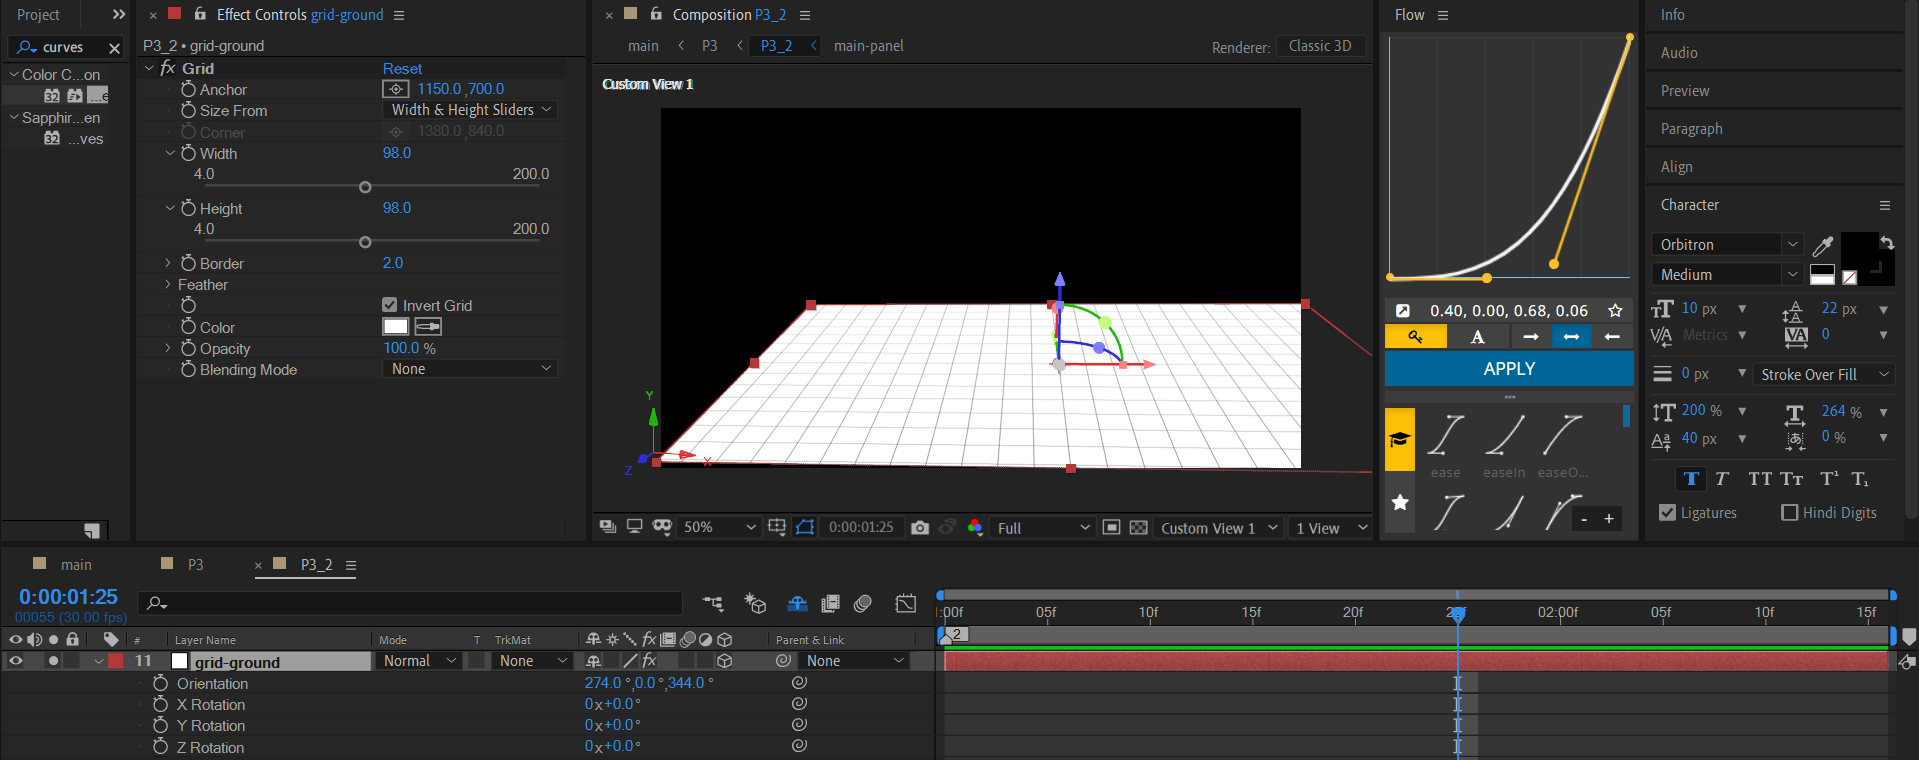 Project
curves
Color C...on
32
...e
Sapphir...en
32 ...ves
Effect Controls grid-ground
P3_2 • grid-ground
fx Grid Reset
Anchor 1150.0,700.0
Size From Width & Height Sliders
Corner 1380.0,840.0
Width 98.0
4.0 200.0
Height 98.0
4.0 200.0
Border 2.0
Feather
Invert Grid
Color
Opacity 100.0 %
Blending Mode None
Composition P3_2
main P3 P3_2 main-panel
Renderer: Classic 3D
Custom View 1
Y
X
Z
50% 0:00:01:25 Full Custom View 1 1 View
Flow
0.40, 0.00, 0.68, 0.06
A
APPLY
ease easeIn easeO...
- +
Info
Audio
Preview
Paragraph
Align
Character
Orbitron
Medium
10 px 22 px
Metrics 0
0 px Stroke Over Fill
200 % 264 %
40 px 0 %
T T TT Tт T¹ T₁
Ligatures Hindi Digits
main P3 P3_2
0:00:01:25
00055 (30.00 fps)
1:00f 05f 10f 15f 20f 25f 02:00f 05f 10f 15f
2
# Layer Name Mode T TrkMat fx Parent & Link
11 grid-ground Normal None fx None
Orientation 274.0°,0.0°,344.0°
X Rotation 0x+0.0°
Y Rotation 0x+0.0°
Z Rotation 0x+0.0°